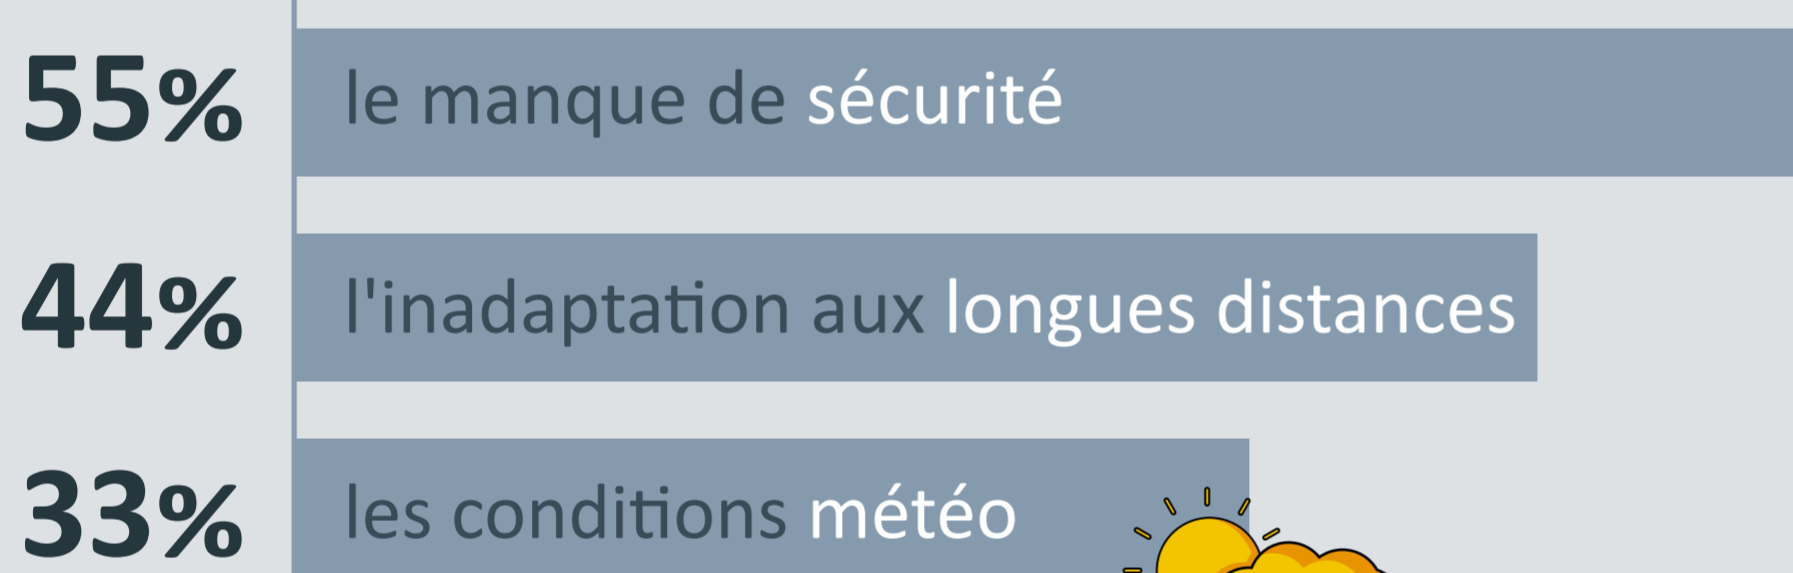 55% le manque de sécurité
44% l'inadaptation aux longues distances
33% les conditions météo